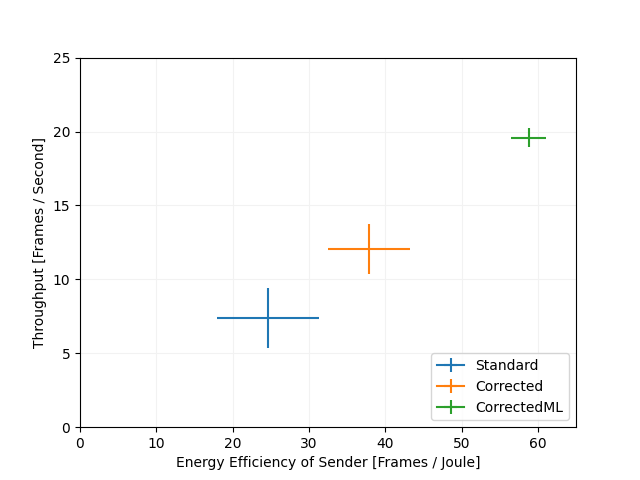 25
20
15
10
5
0
Throughput [Frames / Second]
0 10 20 30 40 50 60
Energy Efficiency of Sender [Frames / Joule]
Standard
Corrected
CorrectedML